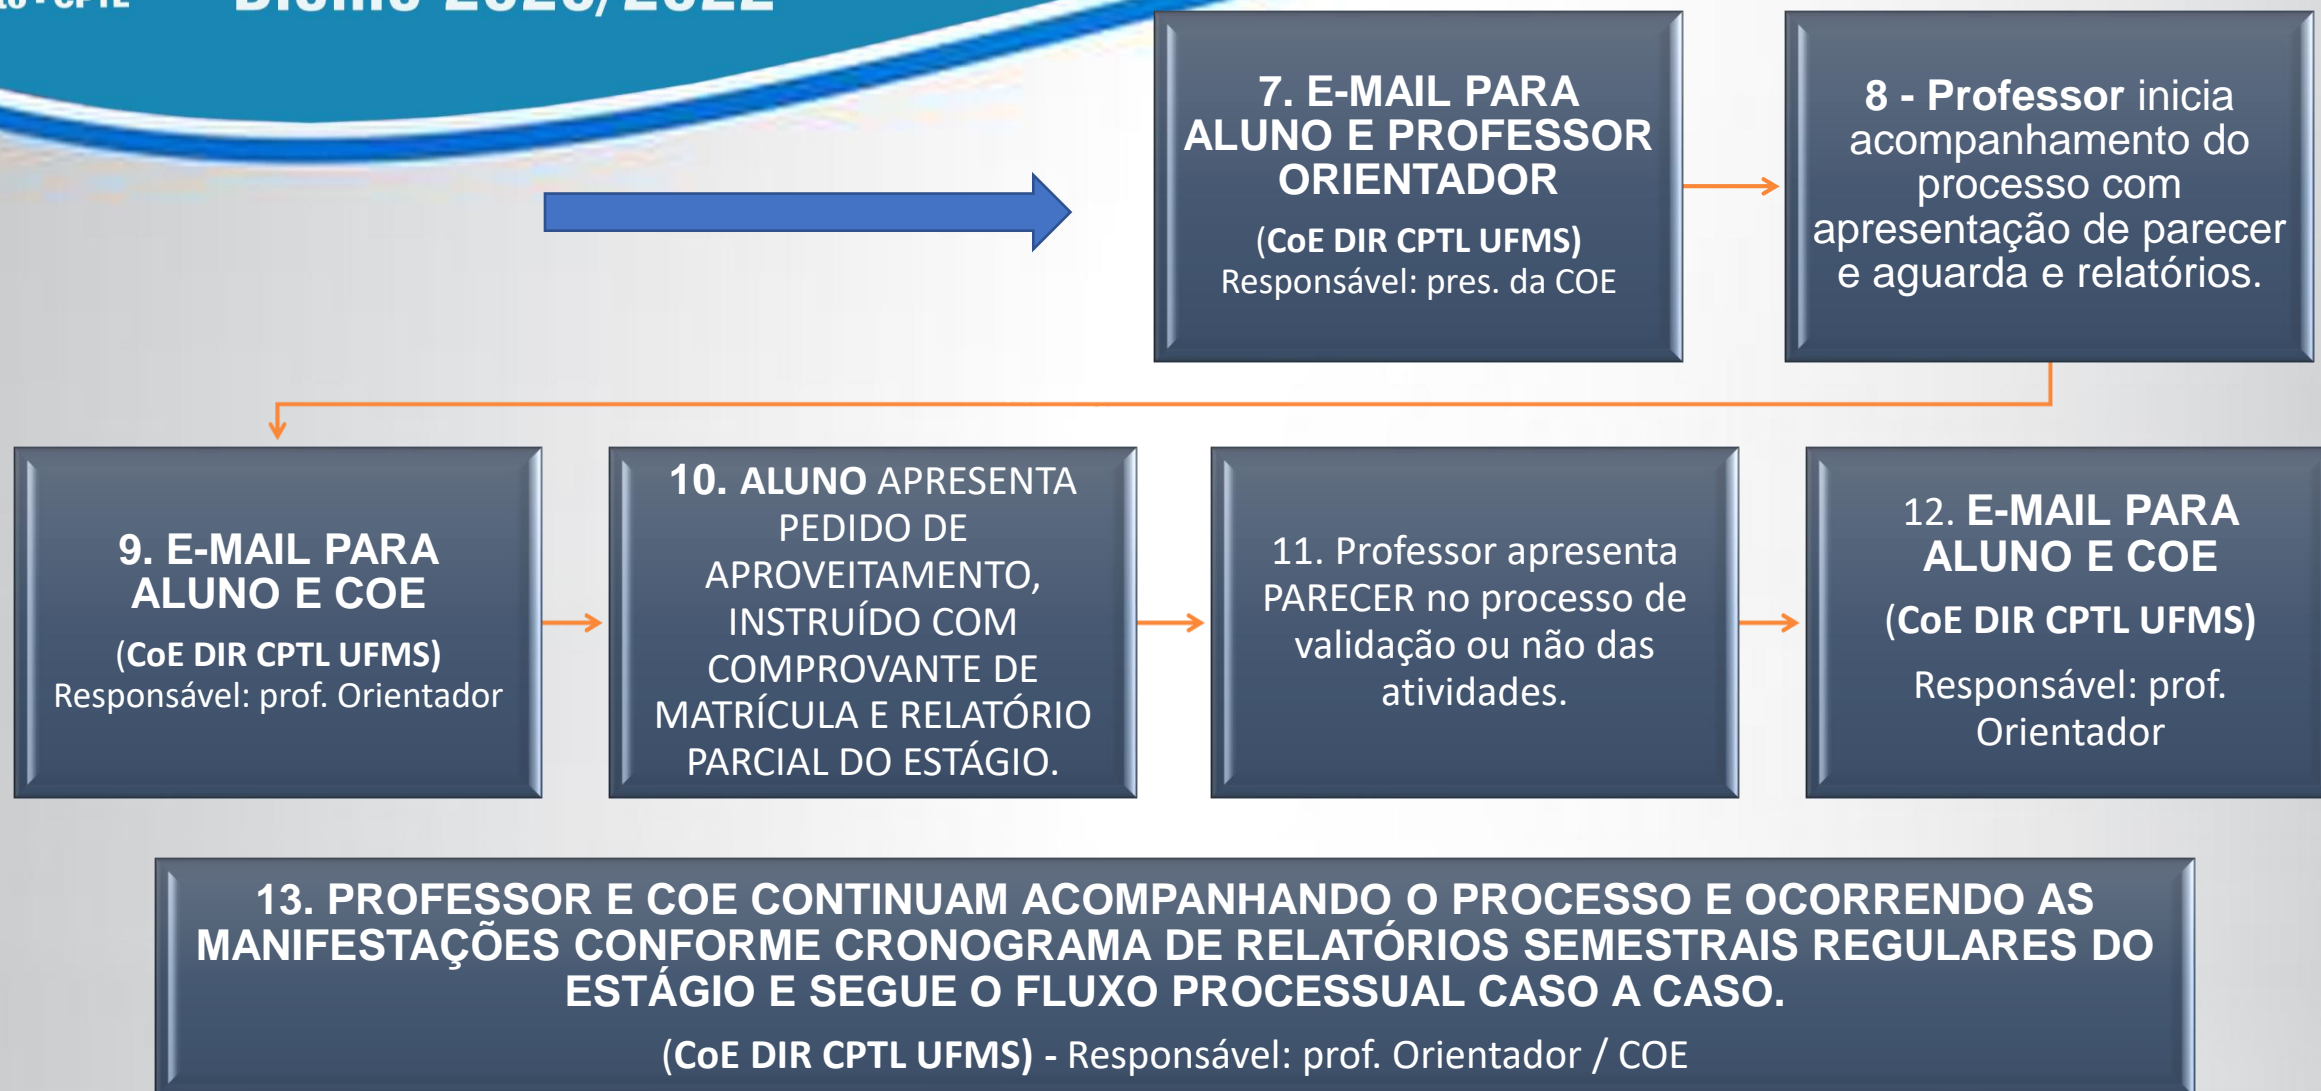 Biênio 2020/2022
7. E-MAIL PARA
ALUNO E PROFESSOR
ORIENTADOR
(CoE DIR CPTL UFMS)
Responsável: pres. da COE
8 - Professor inicia
acompanhamento do
processo com
apresentação de parecer
e aguarda e relatórios.
9. E-MAIL PARA
ALUNO E COE
(CoE DIR CPTL UFMS)
Responsável: prof. Orientador
10. ALUNO APRESENTA
PEDIDO DE
APROVEITAMENTO,
INSTRUÍDO COM
COMPROVANTE DE
MATRÍCULA E RELATÓRIO
PARCIAL DO ESTÁGIO.
11. Professor apresenta
PARECER no processo de
validação ou não das
atividades.
12. E-MAIL PARA
ALUNO E COE
(CoE DIR CPTL UFMS)
Responsável: prof.
Orientador
13. PROFESSOR E COE CONTINUAM ACOMPANHANDO O PROCESSO E OCORRENDO AS
MANIFESTAÇÕES CONFORME CRONOGRAMA DE RELATÓRIOS SEMESTRAIS REGULARES DO
ESTÁGIO E SEGUE O FLUXO PROCESSUAL CASO A CASO.
(CoE DIR CPTL UFMS) - Responsável: prof. Orientador / COE